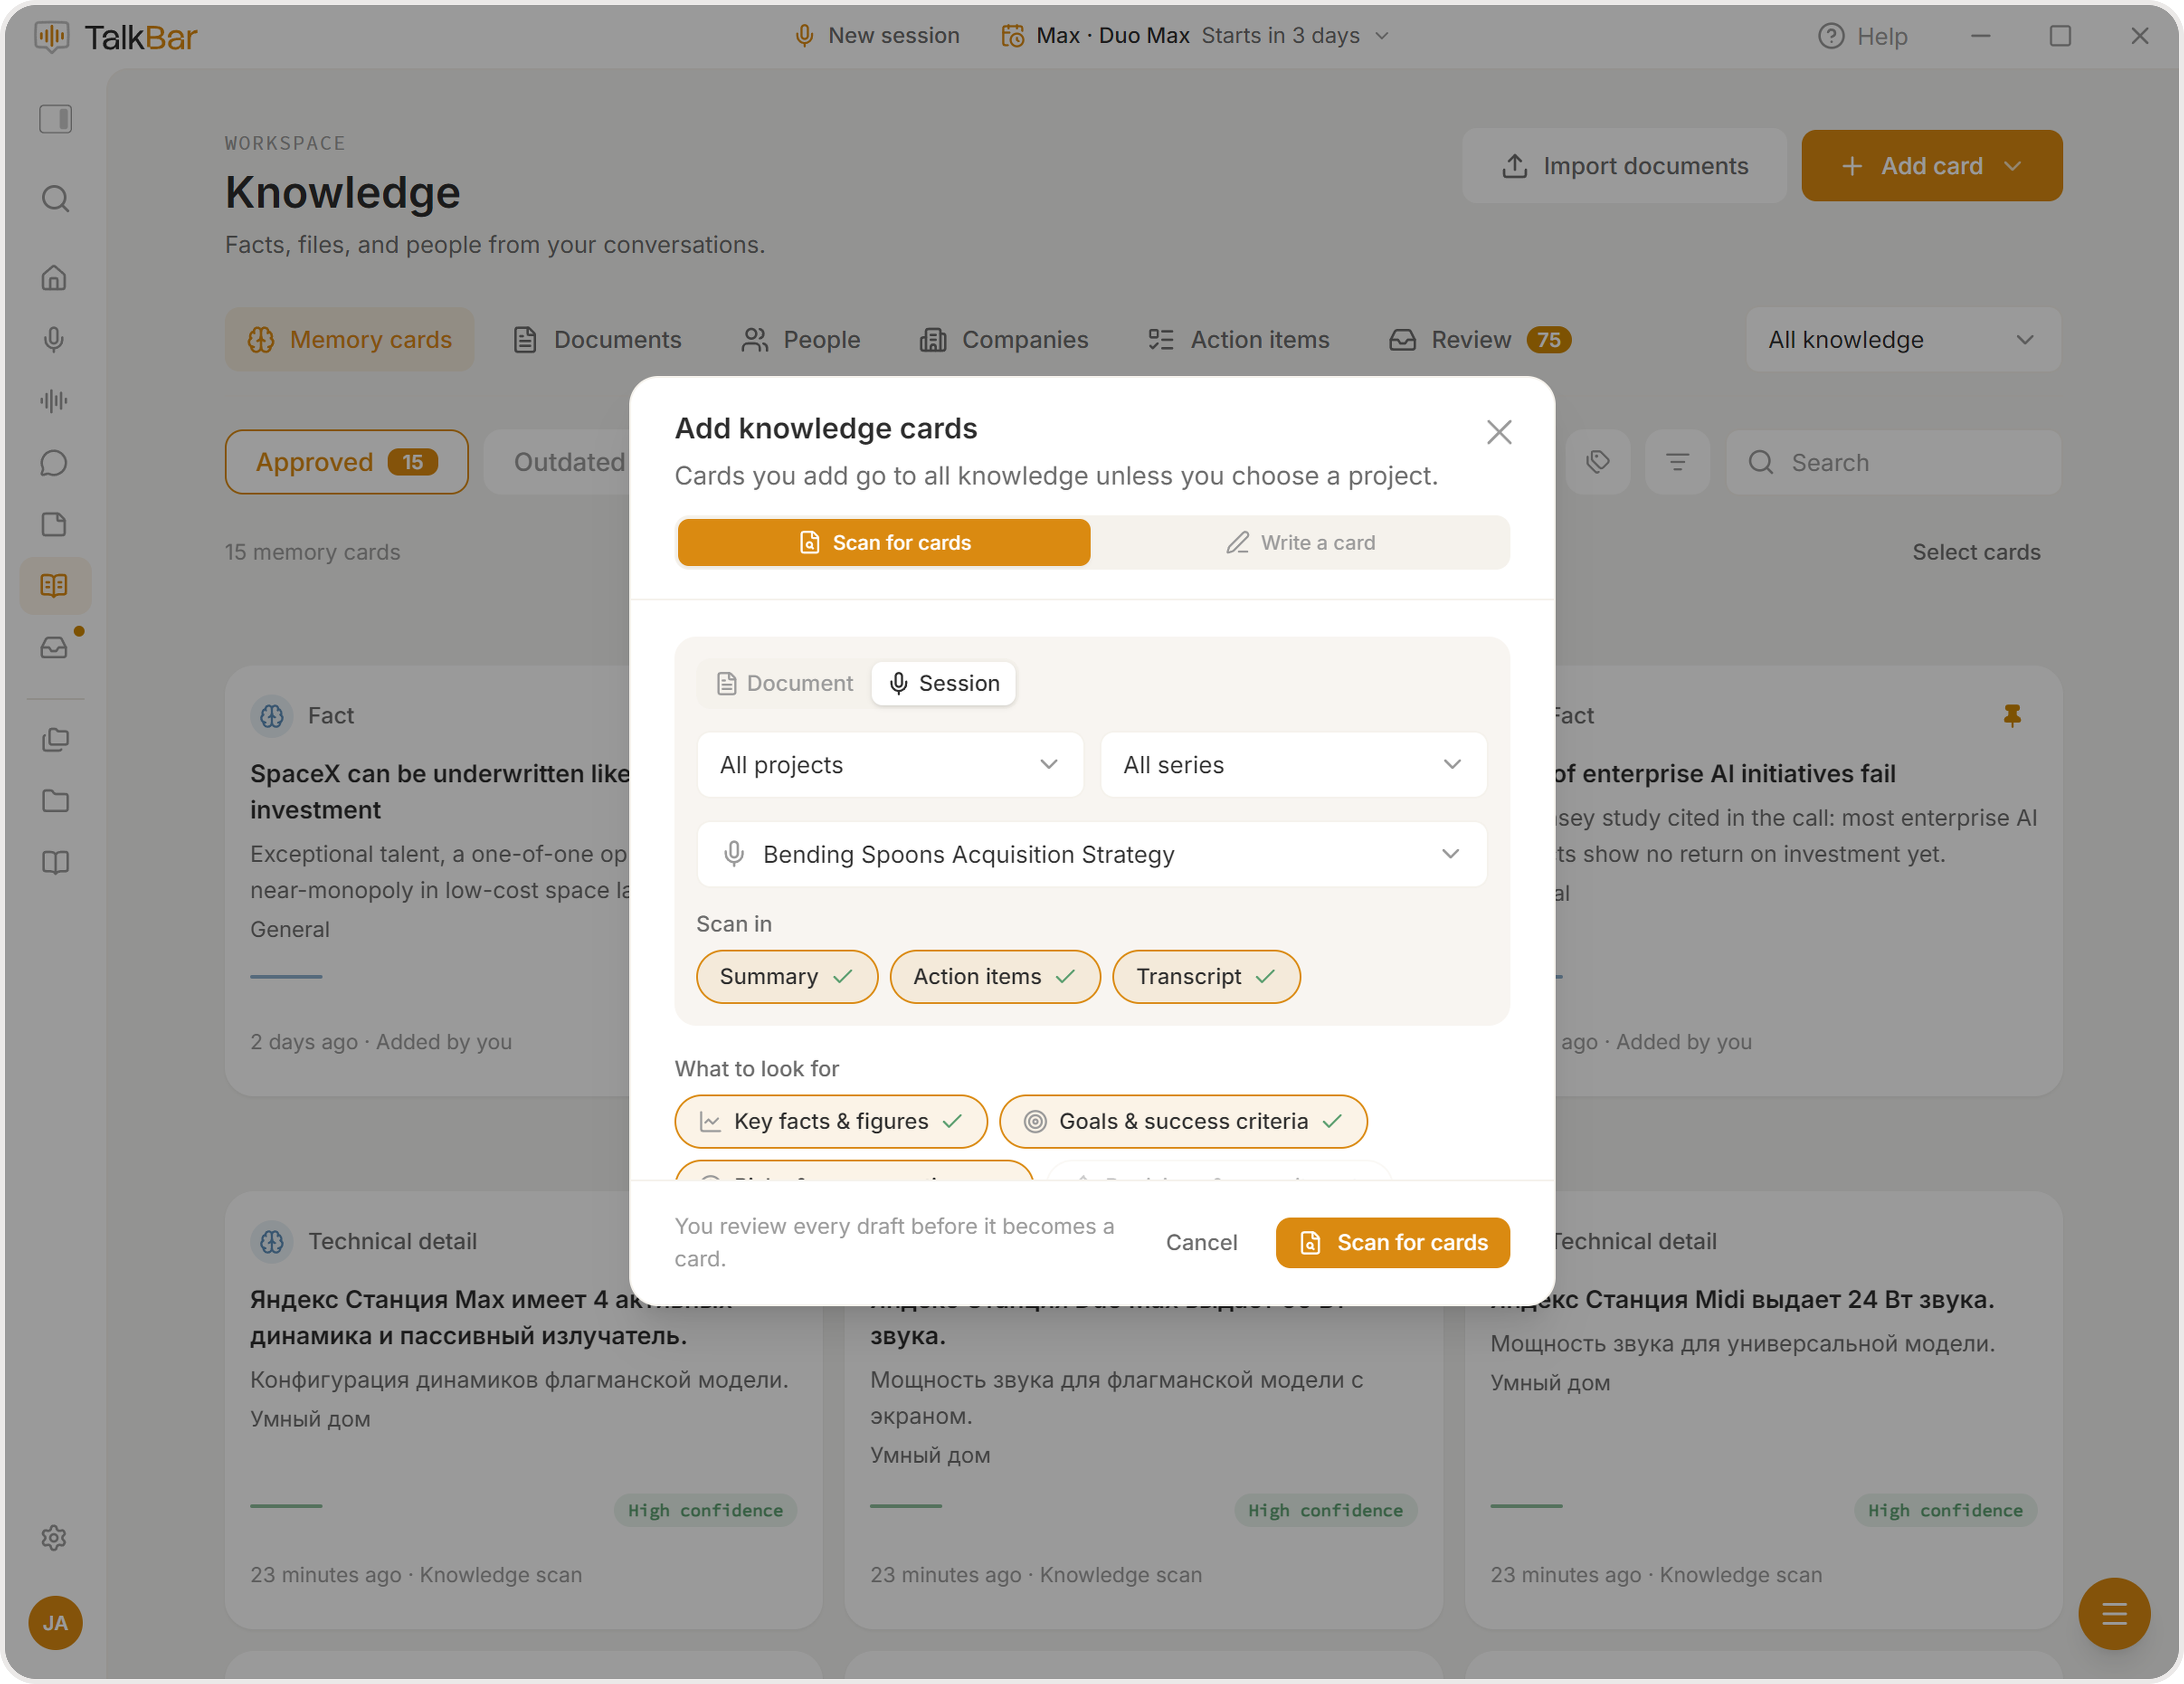 TalkBar
New session
Max · Duo Max Starts in 3 days
Help
WORKSPACE
Knowledge
Facts, files, and people from your conversations.
Import documents
Add card
Memory cards
Documents
People
Companies
Action items
Review 75
All knowledge
Approved 15
Outdated
Search
15 memory cards
Select cards
Add knowledge cards
Cards you add go to all knowledge unless you choose a project.
Scan for cards
Write a card
Document
Session
All projects
All series
Bending Spoons Acquisition Strategy
Scan in
Summary
Action items
Transcript
What to look for
Key facts & figures
Goals & success criteria
You review every draft before it becomes a
card.
Cancel
Scan for cards
Fact
SpaceX can be underwritten like
investment
Exceptional talent, a one-of-one
near-monopoly in low-cost space
General
2 days ago · Added by you
Fact
of enterprise AI initiatives fail
study cited in the call: most enterprise AI
show no return on investment yet.
ago · Added by you
Technical detail
Яндекс Станция Max имеет 4 активных
динамика и пассивный излучатель.
Конфигурация динамиков флагманской модели.
Умный дом
High confidence
23 minutes ago · Knowledge scan
звука.
Мощность звука для флагманской модели с
экраном.
Умный дом
High confidence
23 minutes ago · Knowledge scan
Technical detail
Яндекс Станция Midi выдает 24 Вт звука.
Мощность звука для универсальной модели.
Умный дом
High confidence
23 minutes ago · Knowledge scan
JA